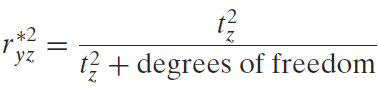 r*2yz = t2z / t2z + degrees of freedom